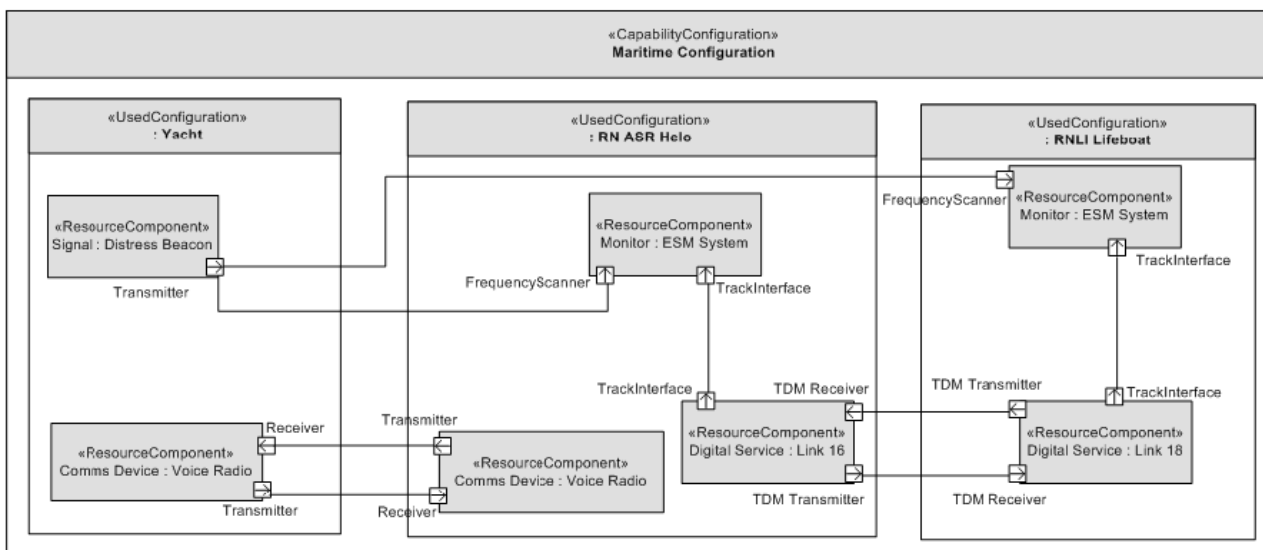 «CapabilityConfiguration»
Maritime Configuration
«UsedConfiguration»
: Yacht
«UsedConfiguration»
: RN ASR Helo
«UsedConfiguration»
: RNLI Lifeboat
«ResourceComponent»
Signal : Distress Beacon
Transmitter
«ResourceComponent»
Monitor : ESM System
FrequencyScanner
TrackInterface
FrequencyScanner
«ResourceComponent»
Monitor : ESM System
TrackInterface
«ResourceComponent»
Comms Device : Voice Radio
Receiver
Transmitter
Transmitter
Receiver
«ResourceComponent»
Comms Device : Voice Radio
TrackInterface
TDM Receiver
«ResourceComponent»
Digital Service : Link 16
TDM Transmitter
TDM Transmitter
TrackInterface
«ResourceComponent»
Digital Service : Link 18
TDM Receiver